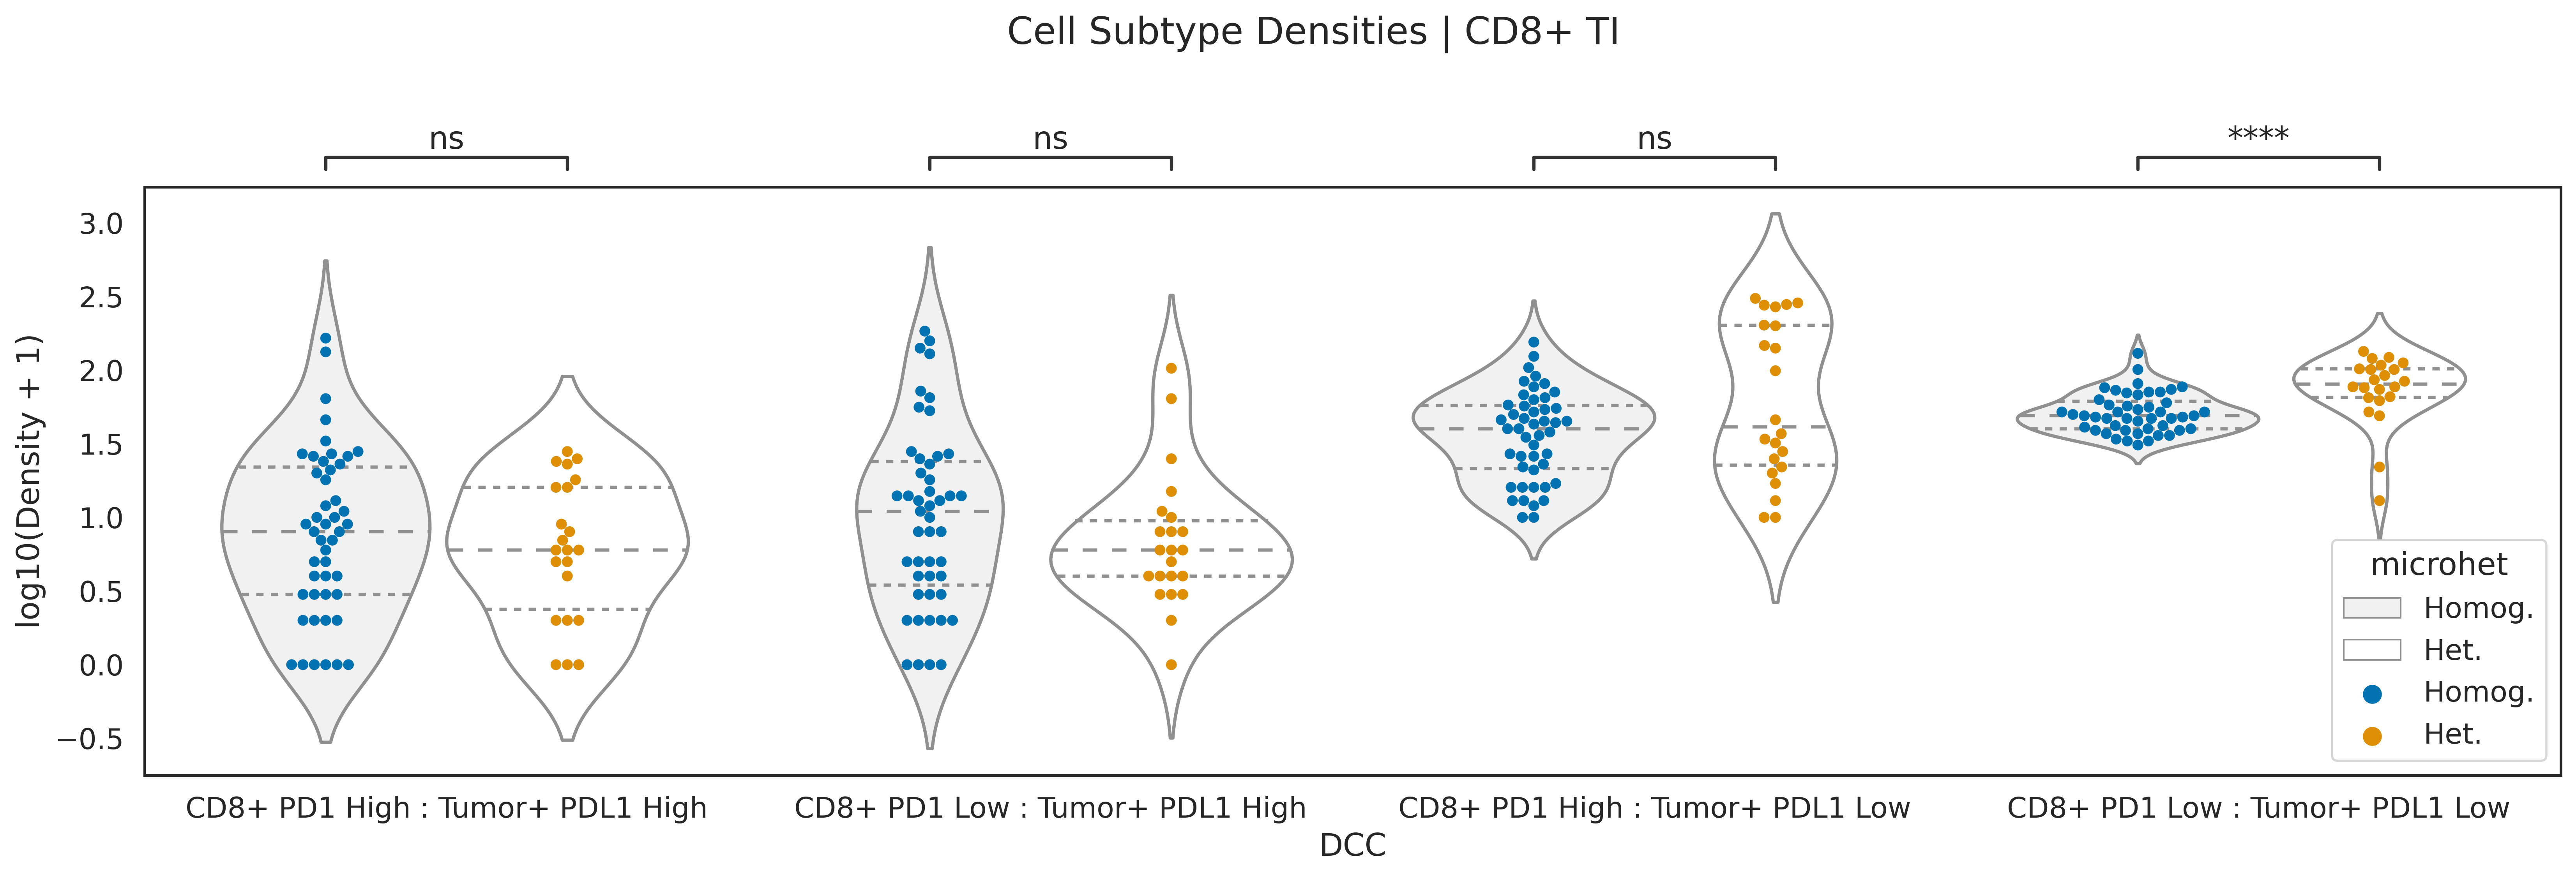 Cell Subtype Densities | CD8+ TI
ns
ns
ns
****
log10(Density + 1)
3.0
2.5
2.0
1.5
1.0
0.5
0.0
−0.5
microhet
Homog.
Het.
Homog.
Het.
CD8+ PD1 High : Tumor+ PDL1 High
CD8+ PD1 Low : Tumor+ PDL1 High
CD8+ PD1 High : Tumor+ PDL1 Low
CD8+ PD1 Low : Tumor+ PDL1 Low
DCC